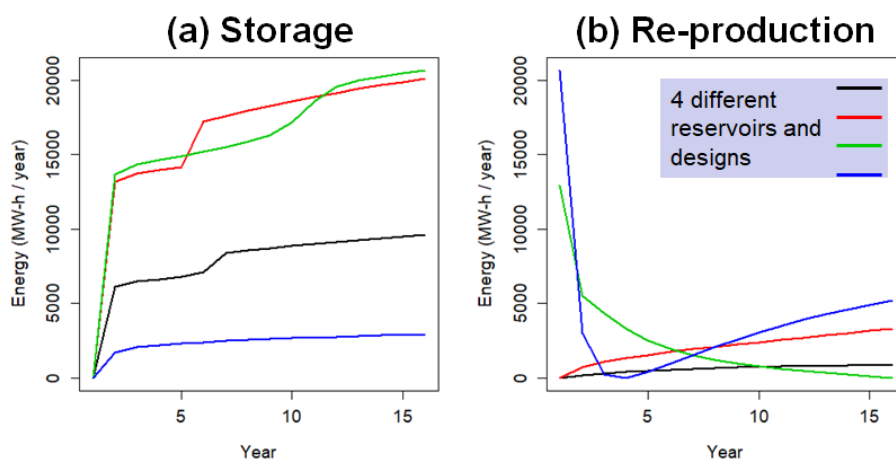 (a) Storage
Energy (MW-h / year)
20000
15000
10000
5000
0
5
10
15
Year
(b) Re-production
4 different
reservoirs and
designs
Energy (MW-h / year)
20000
15000
10000
5000
0
5
10
15
Year